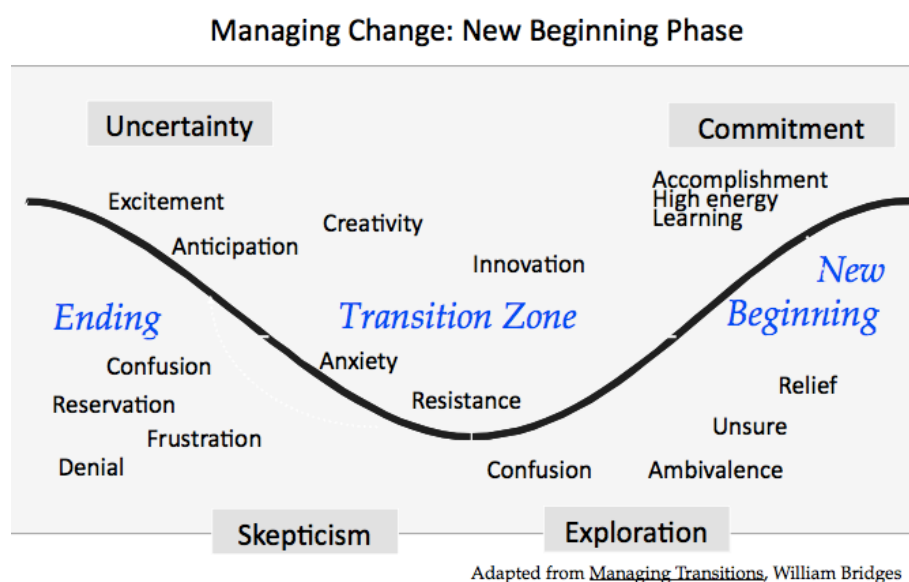 Managing Change: New Beginning Phase
Uncertainty
Commitment
Excitement
Accomplishment
High energy
Learning
Creativity
Anticipation
Innovation
Ending
Transition Zone
New
Beginning
Confusion
Anxiety
Reservation
Resistance
Relief
Frustration
Unsure
Denial
Confusion
Ambivalence
Skepticism
Exploration
Adapted from Managing Transitions, William Bridges